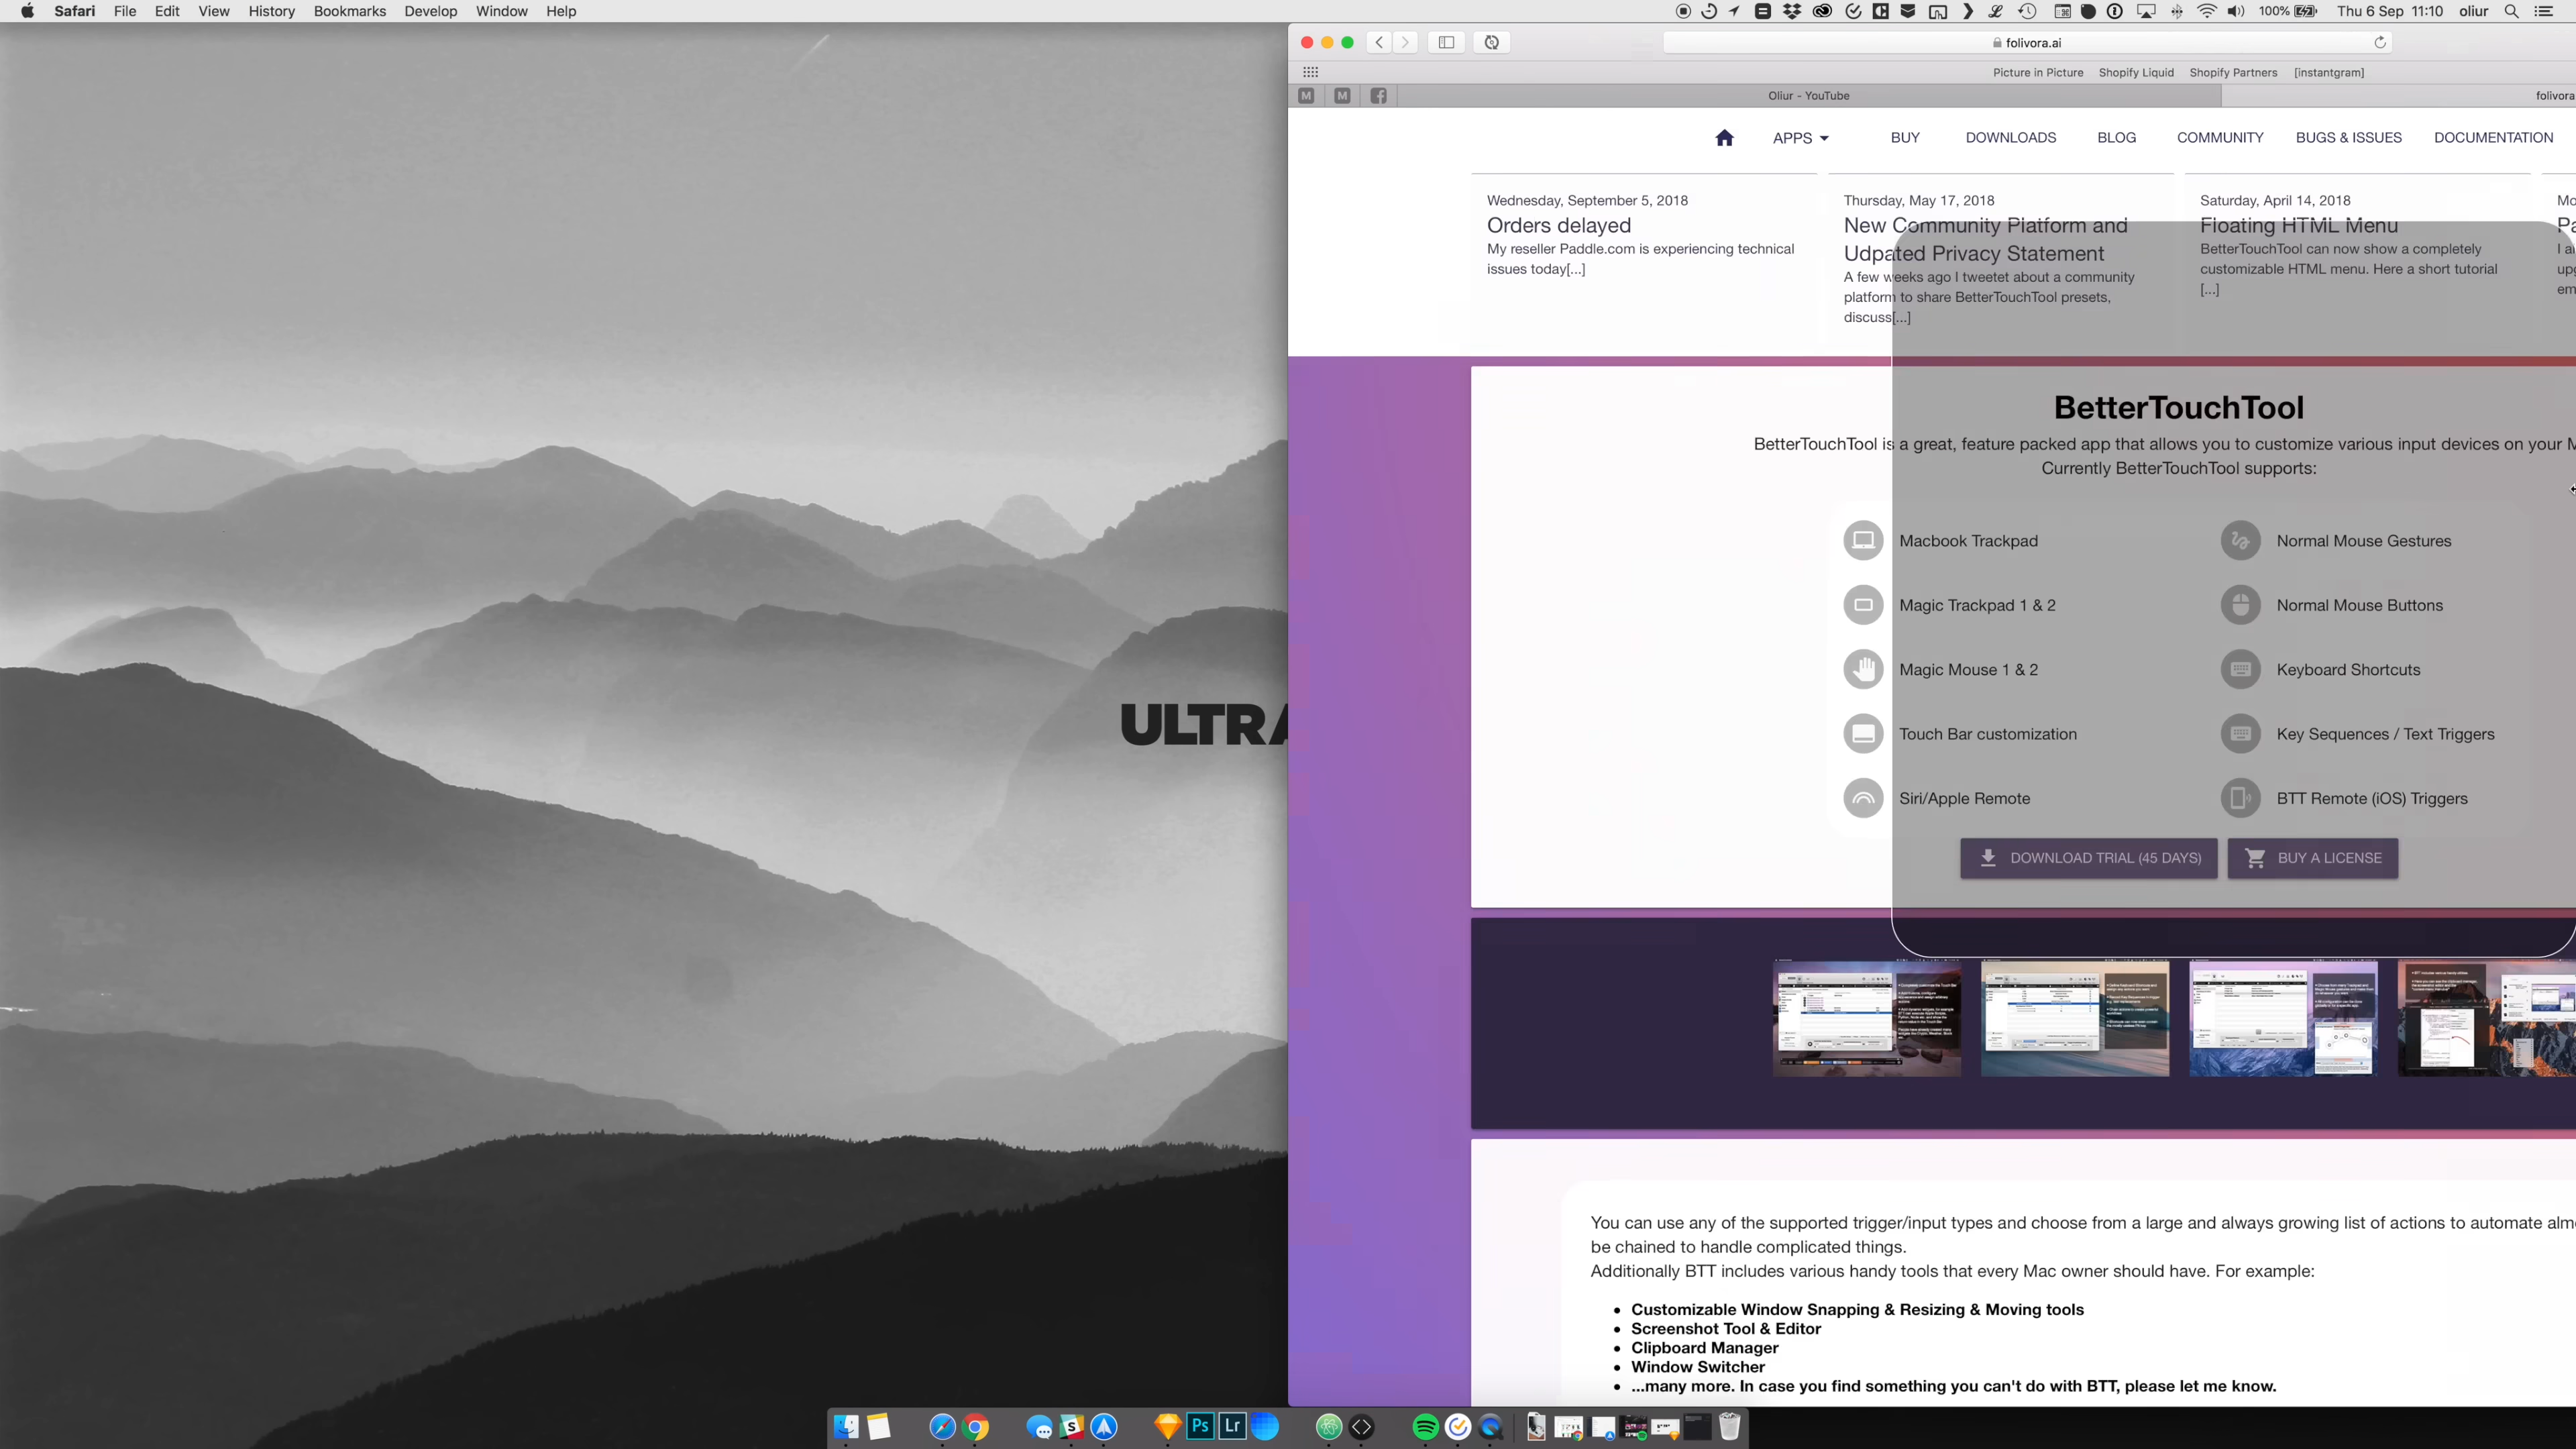 Safari File Edit View History Bookmarks Develop Window Help
100% Thu 6 Sep 11:10 oliur
folivora.ai
Picture in Picture Shopify Liquid Shopify Partners [instantgram]
M M Oliur - YouTube folivora
APPS BUY DOWNLOADS BLOG COMMUNITY BUGS & ISSUES DOCUMENTATION
Wednesday, September 5, 2018
Orders delayed
My reseller Paddle.com is experiencing technical
issues today[...]
Thursday, May 17, 2018
New Community Platform and
Udpated Privacy Statement
A few weeks ago I tweetet about a community
platform to share BetterTouchTool presets,
discuss[...]
Saturday, April 14, 2018
Floating HTML Menu
BetterTouchTool can now show a completely
customizable HTML menu. Here a short tutorial
[...]
Mo
Pa
I a
upg
em
BetterTouchTool
BetterTouchTool is a great, feature packed app that allows you to customize various input devices on your M
Currently BetterTouchTool supports:
Macbook Trackpad Normal Mouse Gestures
Magic Trackpad 1 & 2 Normal Mouse Buttons
Magic Mouse 1 & 2 Keyboard Shortcuts
Touch Bar customization Key Sequences / Text Triggers
Siri/Apple Remote BTT Remote (iOS) Triggers
DOWNLOAD TRIAL (45 DAYS) BUY A LICENSE
ULTRA
You can use any of the supported trigger/input types and choose from a large and always growing list of actions to automate alm
be chained to handle complicated things.
Additionally BTT includes various handy tools that every Mac owner should have. For example:
Customizable Window Snapping & Resizing & Moving tools
Screenshot Tool & Editor
Clipboard Manager
Window Switcher
...many more. In case you find something you can't do with BTT, please let me know.
S Ps Lr